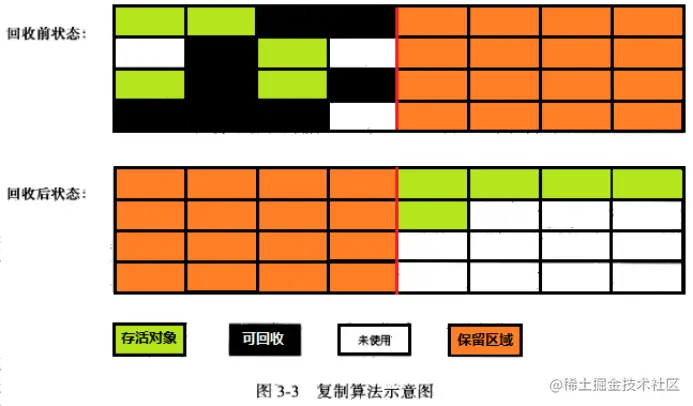 回收前状态:
回收后状态:
存活对象
可回收
未使用
保留区域
图 3-3 复制算法示意图
@稀土掘金技术社区